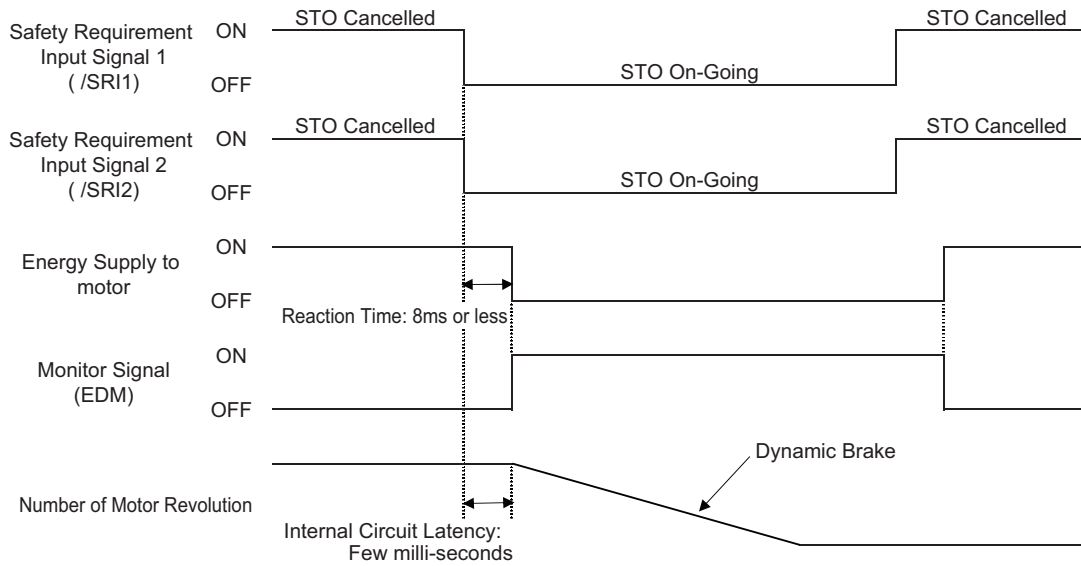 STO Cancelled
STO Cancelled
Safety Requirement
Input Signal 1
( /SRI1)
ON
OFF
STO On-Going
STO Cancelled
STO Cancelled
Safety Requirement
Input Signal 2
( /SRI2)
ON
OFF
STO On-Going
Energy Supply to
motor
ON
OFF
Reaction Time: 8ms or less
Monitor Signal
(EDM)
ON
OFF
Dynamic Brake
Number of Motor Revolution
Internal Circuit Latency:
Few milli-seconds